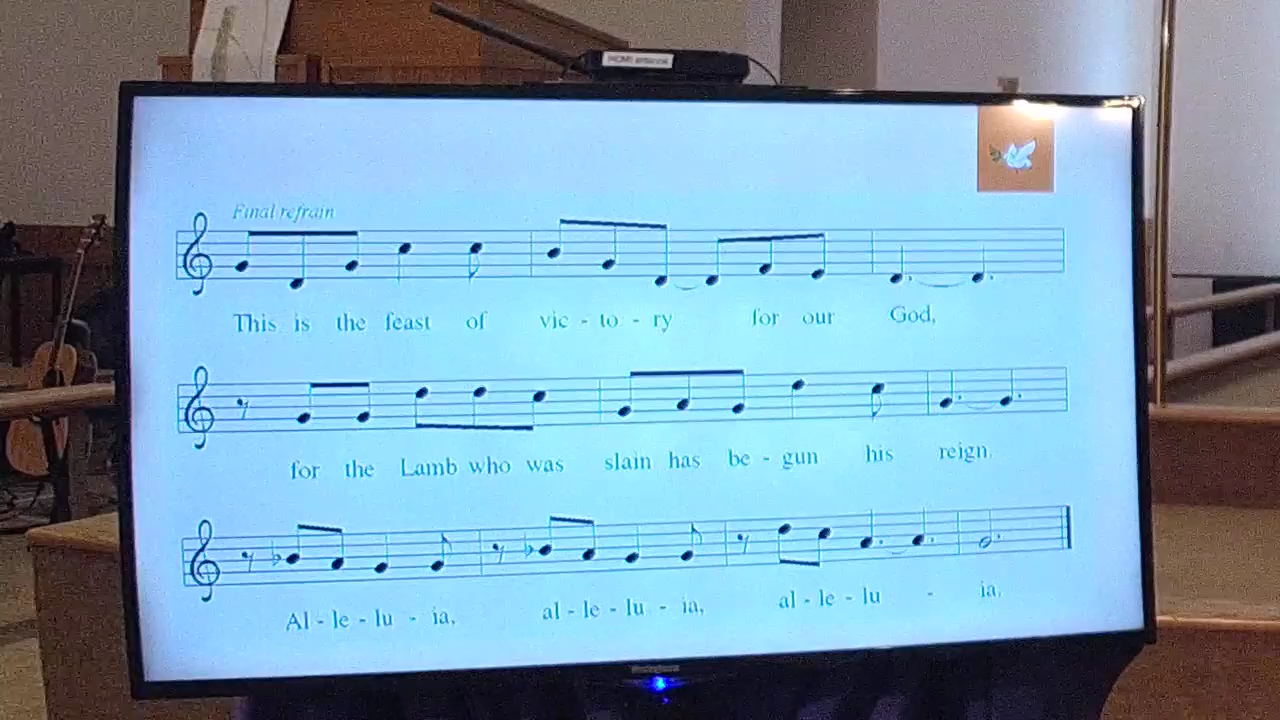 Final refrain
This is the feast of vic - to - ry for our God,
for the Lamb who was slain has be - gun his reign.
Al - le - lu - ia, al - le - lu - ia, al - le - lu - ia.